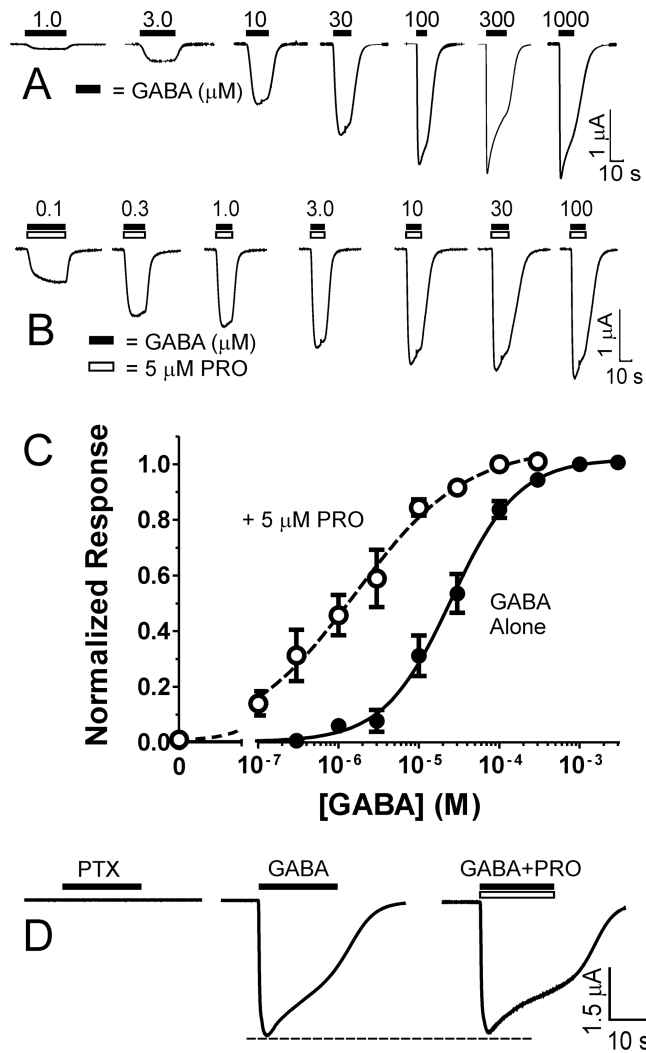 1.0 3.0 10 30 100 300 1000
A
= GABA (μM)
1 μA
10 s
0.1 0.3 1.0 3.0 10 30 100
B
= GABA (μM)
= 5 μM PRO
1 μA
10 s
C
Normalized Response
1.0
0.8
0.6
0.4
0.2
0.0
+ 5 μM PRO
GABA
Alone
0 10⁻⁷ 10⁻⁶ 10⁻⁵ 10⁻⁴ 10⁻³
[GABA] (M)
PTX GABA GABA+PRO
D
1.5 μA
10 s